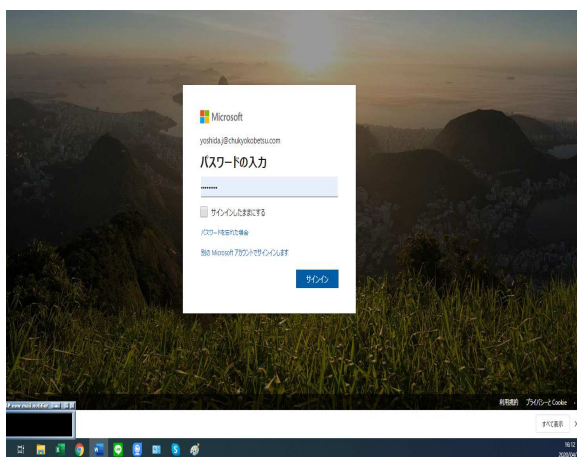 Microsoft
yoshida.j@chukyokobetsu.com
パスワードの入力
サインインしたままにする
パスワードを忘れた場合
別の Microsoft アカウントでサインインします
サインイン
利用規約 プライバシーと Cookie
すべて表示
16:12